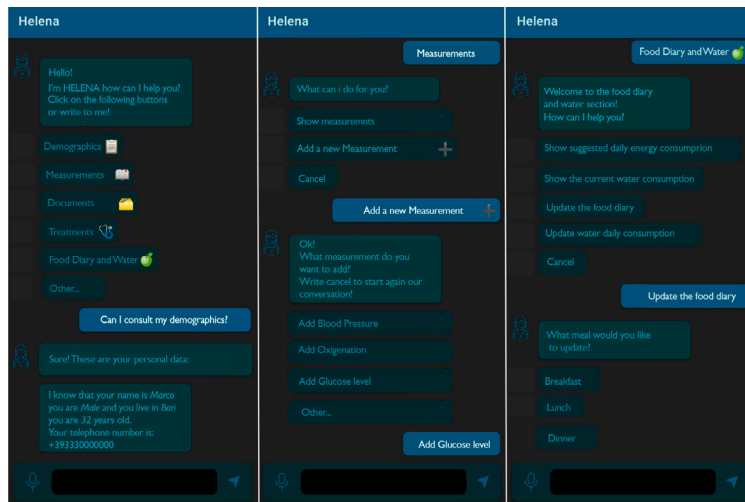 Helena
Hello!
I'm HELENA how can I help you?
Click on the following buttons
or write to me!
Demographics
Measurements
Documents
Treatments
Food Diary and Water
Other...
Can I consult my demographics?
Sure! These are your personal data:
I know that your name is Marco
you are Male and you live in Bari
you are 32 years old.
Your telephone number is:
+393330000000
Helena
Measurements
What can i do for you?
Show measuremnts
Add a new Measurement
Cancel
Add a new Measurement
Ok!
What measurement do you
want to add?
Write cancel to start again our
conversation!
Add Blood Pressure
Add Oxigenation
Add Glucose level
Other...
Add Glucose level
Helena
Food Diary and Water
Welcome to the food diary
and water section!
How can I help you?
Show suggested daily energy consumprion
Show the current water consumption
Update the food diary
Update water daily consumption
Cancel
Update the food diary
What meal would you like
to update?
Breakfast
Lunch
Dinner